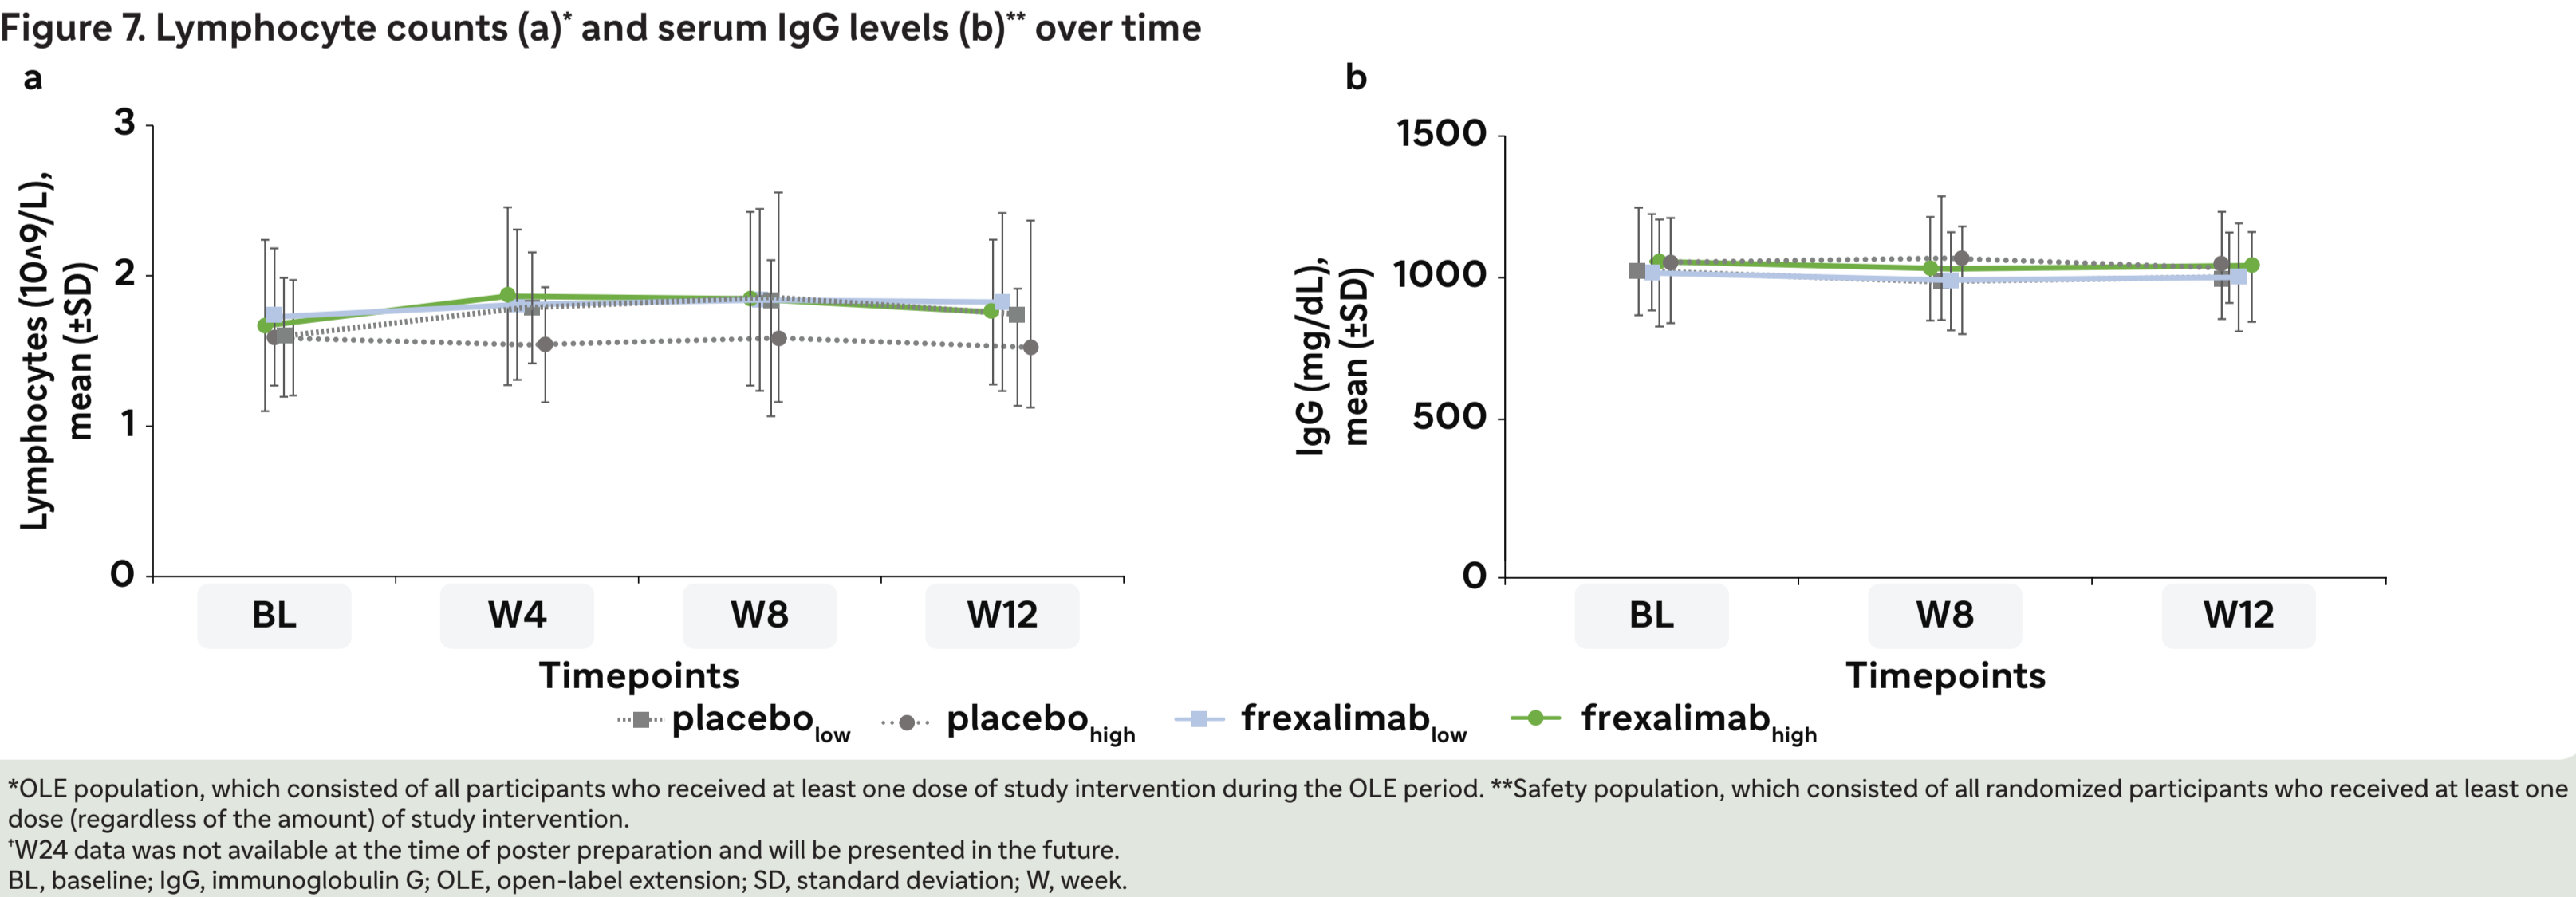 Figure 7. Lymphocyte counts (a)* and serum IgG levels (b)** over time
a
Lymphocytes (10^9/L),
mean (±SD)
3
2
1
0
BL
W4
W8
W12
Timepoints
b
IgG (mg/dL),
mean (±SD)
1500
1000
500
0
BL
W8
W12
Timepoints
placebolow
placebohigh
frexalimablow
frexalimabhigh
*OLE population, which consisted of all participants who received at least one dose of study intervention during the OLE period. **Safety population, which consisted of all randomized participants who received at least one
dose (regardless of the amount) of study intervention.
†W24 data was not available at the time of poster preparation and will be presented in the future.
BL, baseline; IgG, immunoglobulin G; OLE, open-label extension; SD, standard deviation; W, week.